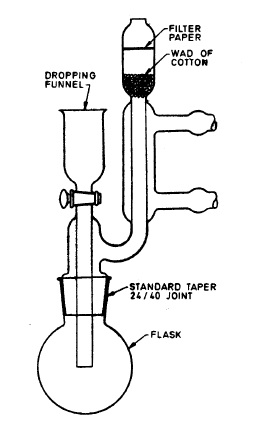 FILTER
PAPER
WAD OF
COTTON
DROPPING
FUNNEL
STANDARD TAPER
24/40 JOINT
FLASK